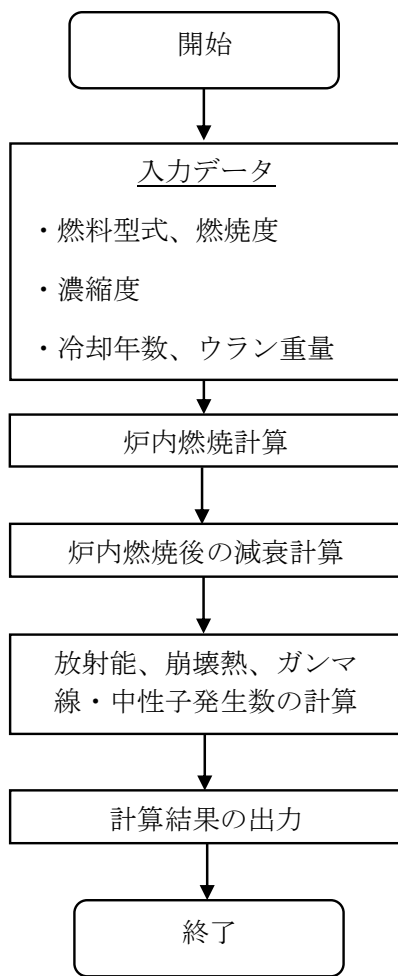 開始
入力データ
・燃料型式、燃焼度
・濃縮度
・冷却年数、ウラン重量
炉内燃焼計算
炉内燃焼後の減衰計算
放射能、崩壊熱、ガンマ
線・中性子発生数の計算
計算結果の出力
終了